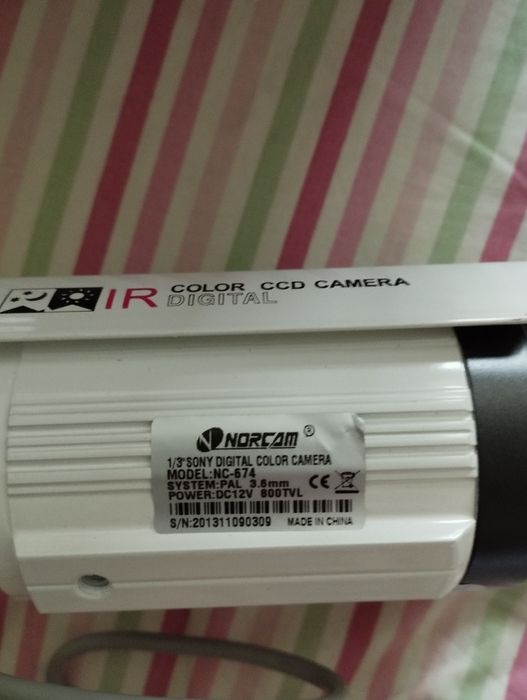 IR COLOR CCD CAMERA
DIGITAL
N NORCAM ®
1/3"SONY DIGITAL COLOR CAMERA
MODEL:NC-674
SYSTEM:PAL 3.6mm CE
POWER:DC12V 800TVL
S/N:201311090309 MADE IN CHINA